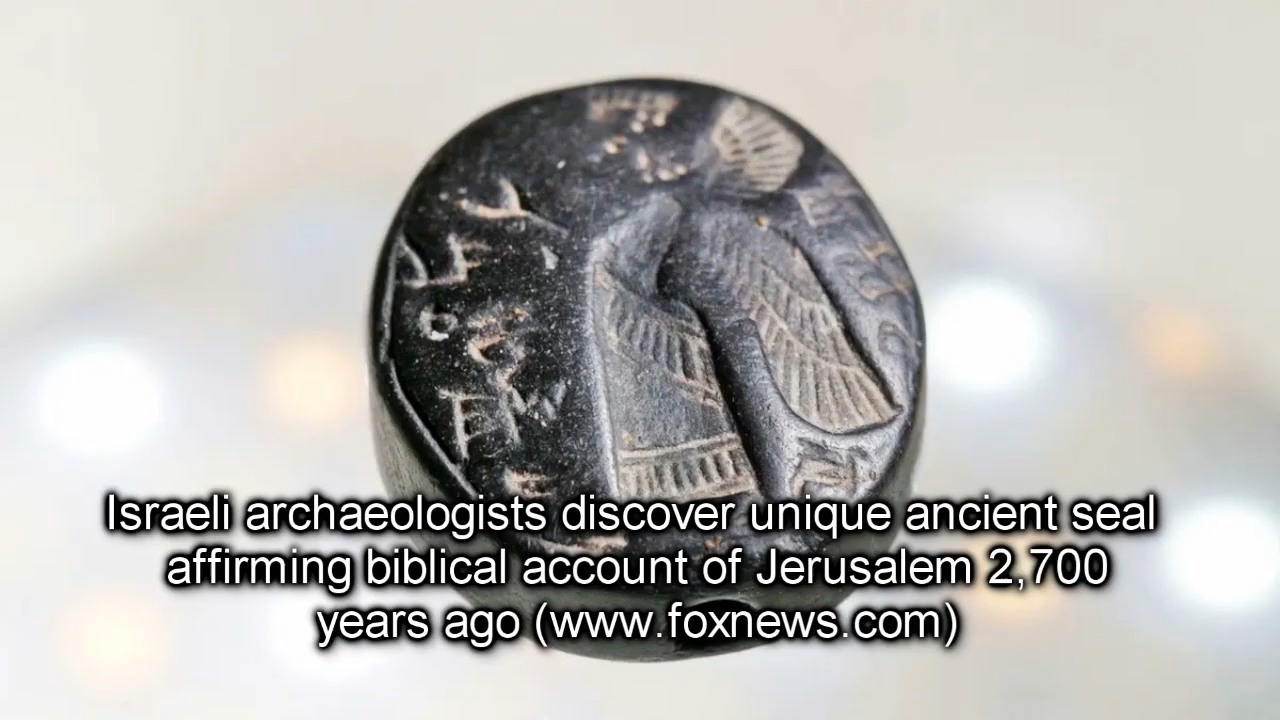 Israeli archaeologists discover unique ancient seal
affirming biblical account of Jerusalem 2,700
years ago (www.foxnews.com)